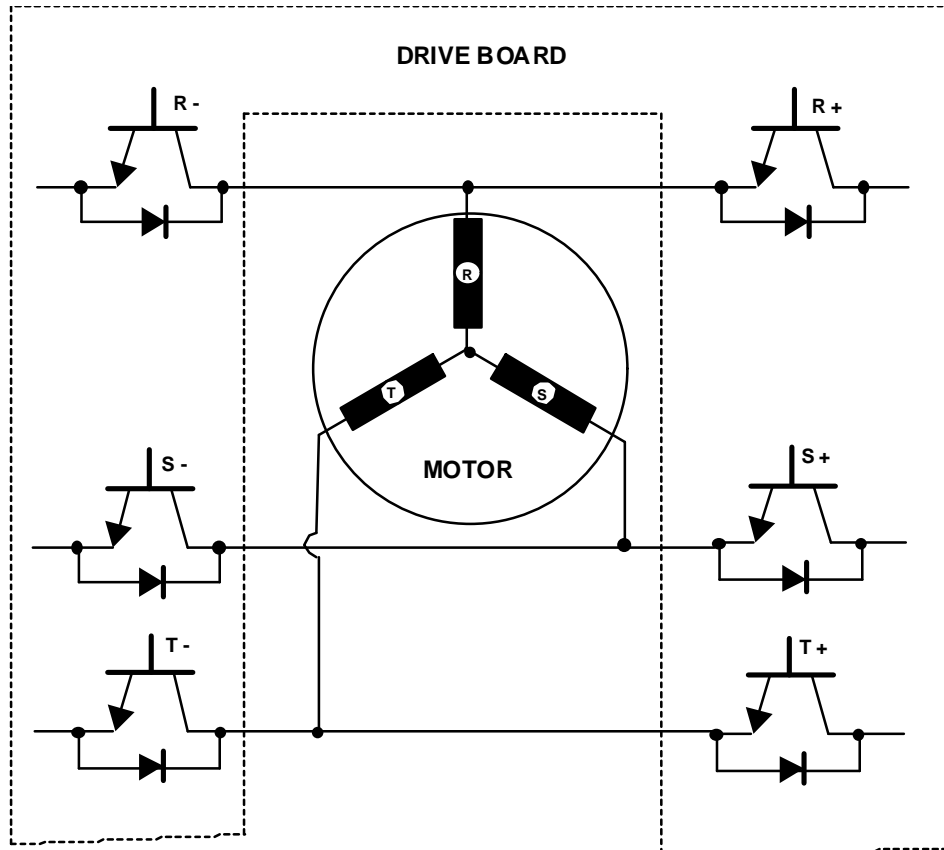 DRIVE BOARD
R -
R +
R
T
S
MOTOR
S -
S +
T -
T +